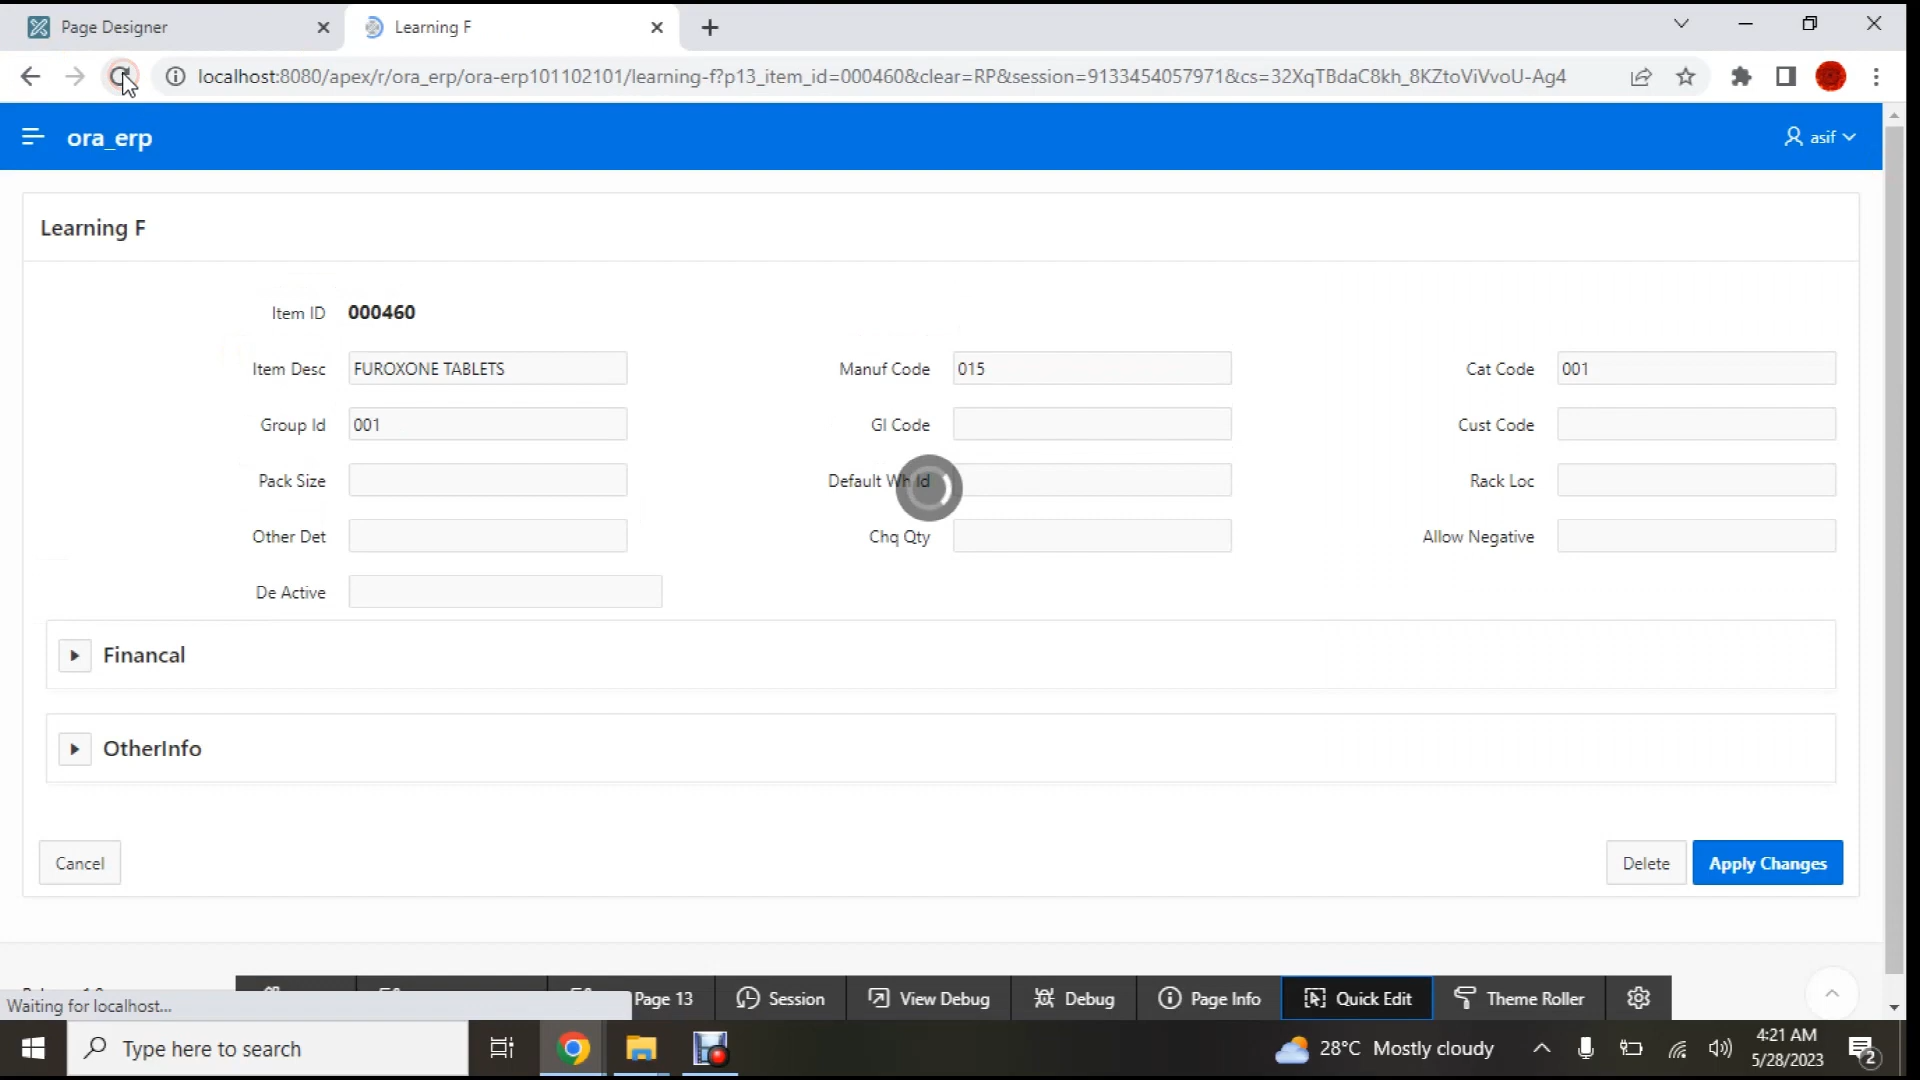 Page Designer
Learning F
localhost:8080/apex/r/ora_erp/ora-erp101102101/learning-f?p13_item_id=000460&clear=RP&session=9133454057971&cs=32XqTBdaC8kh_8KZtoViVvoU-Ag4
ora_erp
asif
Learning F
Item ID 000460
Item Desc FUROXONE TABLETS Manuf Code 015 Cat Code 001
Group Id 001 Gl Code Cust Code
Pack Size Default Wh Id Rack Loc
Other Det Chq Qty Allow Negative
De Active
Financal
OtherInfo
Cancel Delete Apply Changes
Page 13 Session View Debug Debug Page Info Quick Edit Theme Roller
Waiting for localhost...
Type here to search
28°C Mostly cloudy
4:21 AM
5/28/2023
2